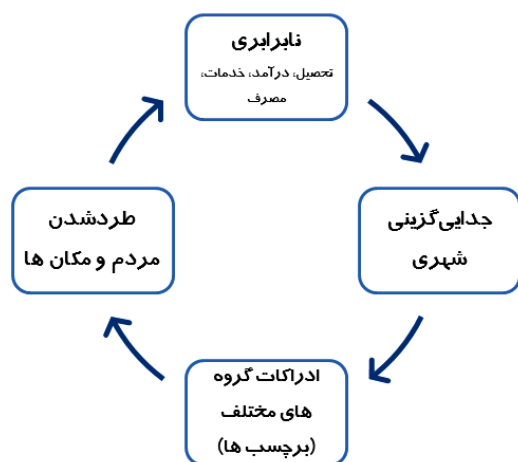 نابرابری
تحصیل، درآمد، خدمات،
مصرف
جدایی‌گزینی
شهری
ادراکات گروه
های مختلف
(برچسب ها)
طردشدن
مردم و مکان ها